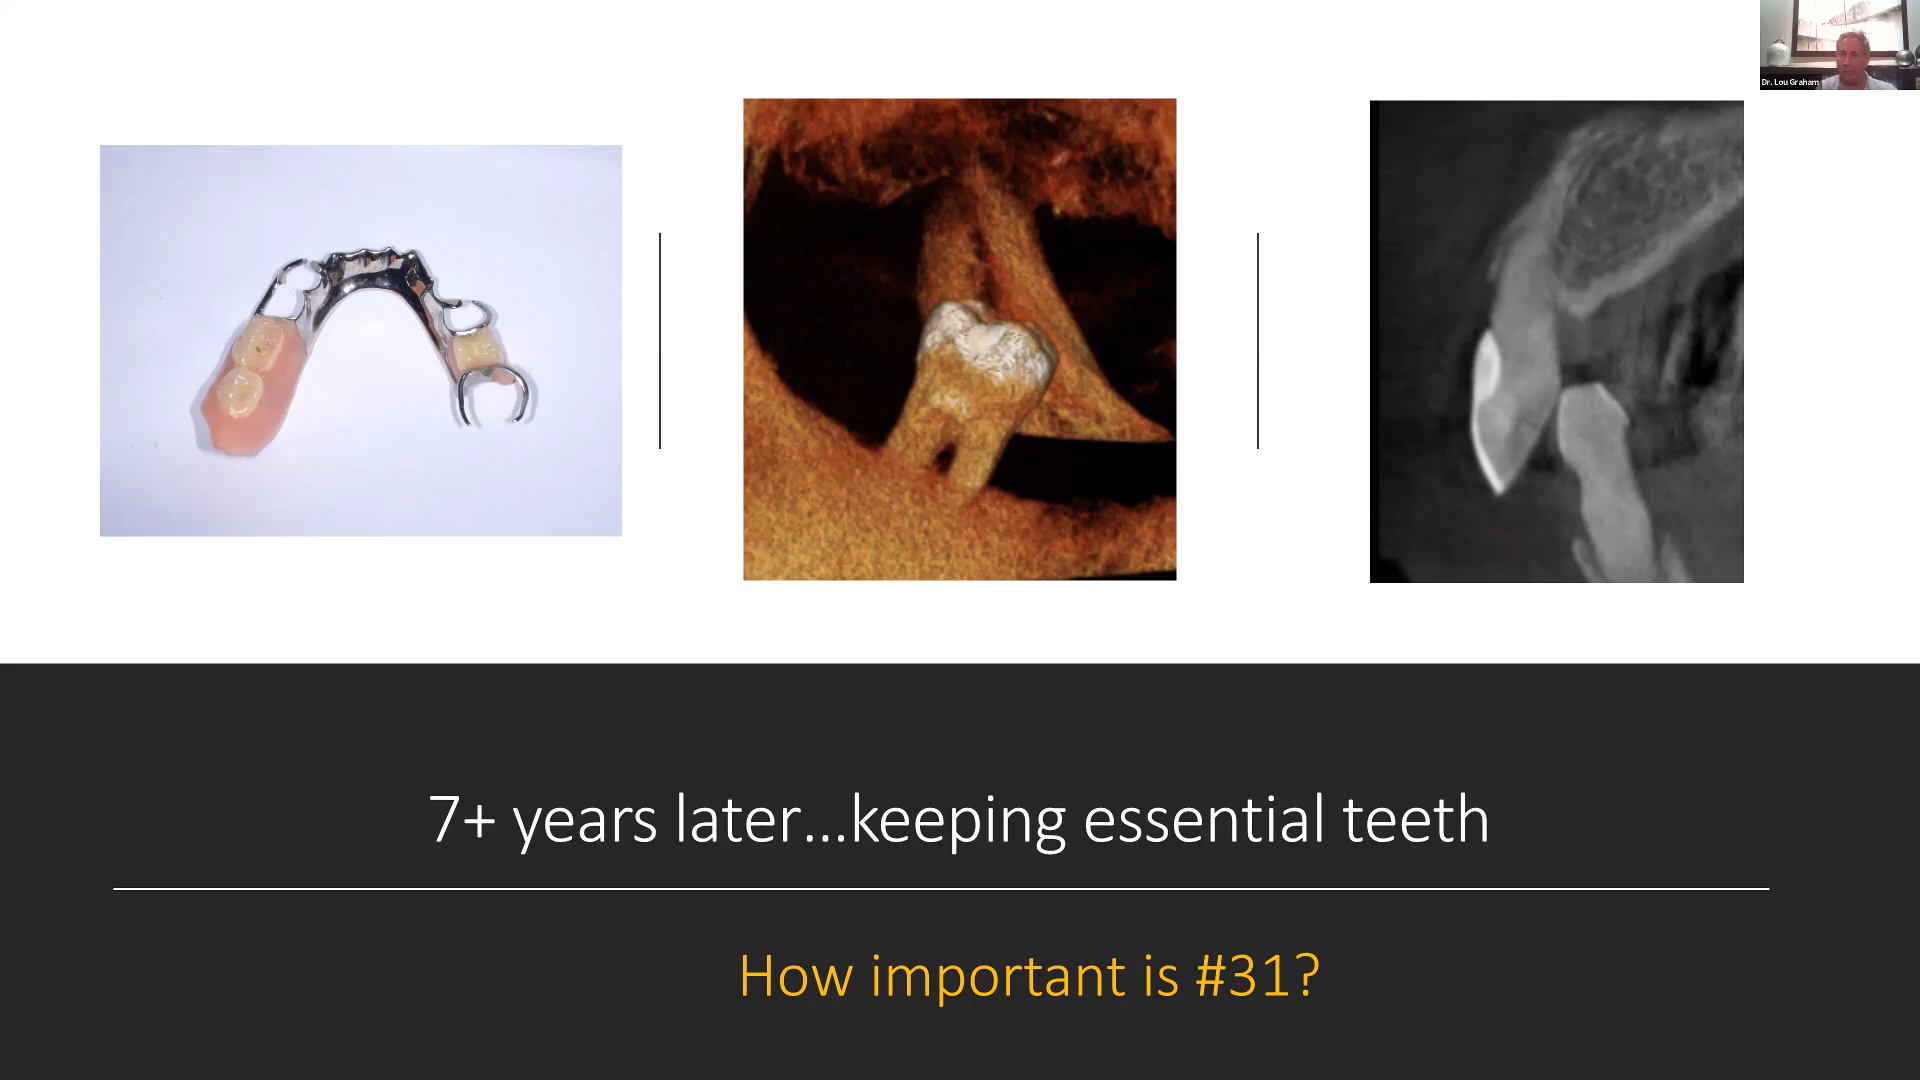 Dr. Lou Graham
7+ years later...keeping essential teeth
How important is #31?